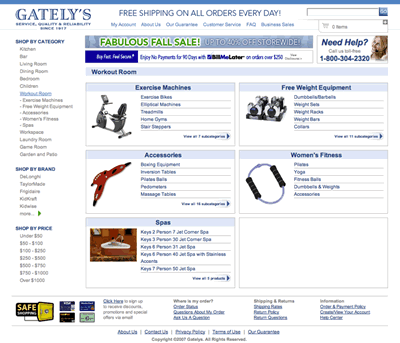 GATELY'S
SERVICE, QUALITY & RELIABILITY
SINCE 1917
FREE SHIPPING ON ALL ORDERS EVERY DAY!
My Account About Us Our Guarantee Customer Service FAQ Business Sales
0 Items
FABULOUS FALL SALE! UP TO 40% OFF STOREWIDE!
Buy Fast. Feel Secure. Enjoy No Payments for 90 Days with BillMeLater on orders over $250
Need Help?
Call us toll-free
1-800-304-2320
SHOP BY CATEGORY
Kitchen
Bar
Living Room
Dining Room
Bedroom
Children
Workout Room
- Exercise Machines
- Free Weight Equipment
- Accessories
- Women's Fitness
- Spas
Workspace
Laundry Room
Game Room
Garden and Patio
SHOP BY BRAND
DeLonghi
TaylorMade
Frigidaire
KidKraft
Kidwise
more...
SHOP BY PRICE
Under $50
$50 - $100
$100 - $250
$250 - $500
$500 - $750
$750 - $1000
Over $1000
Workout Room
Exercise Machines
Exercise Bikes
Elliptical Machines
Treadmills
Home Gyms
Stair Steppers
View all 7 subcategories
Free Weight Equipment
Dumbbells/Barbells
Weight Sets
Weight Racks
Weight Bars
Collars
View all 11 subcategories
Accessories
Boxing Equipment
Inversion Tables
Pilates Balls
Pedometers
Massage Tables
View all 16 subcategories
Women's Fitness
Pilates
Yoga
Fitness Balls
Dumbbells & Weights
Accessories
Spas
Keys 2 Person 7 Jet Corner Spa
Keys 3 Person 30 Jet Corner Spa
Keys 6 Person 31 Jet Spa
Keys 6 Person 40 Jet Spa with Stainless
Accents
Keys 7 Person 50 Jet Spa
View all 5 products
SAFE
SHOPPING
Click Here to sign up
to receive discounts,
promotions and special
offers via email!
Where is my order?
Order Status
Questions About My Order
Ask Us A Question
Shipping & Returns
Shipping Rates
Return Policy
Return Questions
Information
Order & Payment Policy
Create/View Your Account
Help Center
About Us | Contact Us | Privacy Policy | Terms of Use | Our Guarantee
Copyright ©2007 Gatelys. All Rights Reserved.